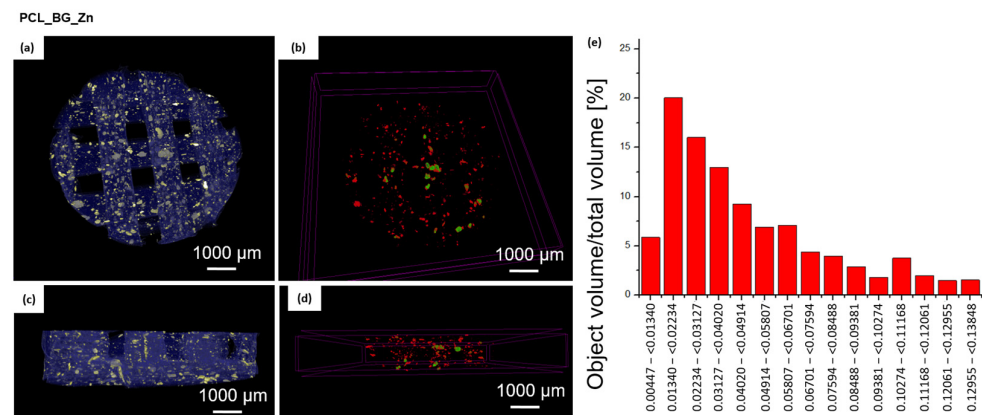 PCL_BG_Zn
(a)
1000 µm
(b)
1000 µm
(c)
1000 µm
(d)
1000 µm
(e)
Object volume/total volume [%]
25
20
15
10
5
0
0.00447 – <0.01340
0.01340 – <0.02234
0.02234 – <0.03127
0.03127 – <0.04020
0.04020 – <0.04914
0.04914 – <0.05807
0.05807 – <0.06701
0.06701 – <0.07594
0.07594 – <0.08488
0.08488 – <0.09381
0.09381 – <0.10274
0.10274 – <0.11168
0.11168 – <0.12061
0.12061 – <0.12955
0.12955 – <0.13848